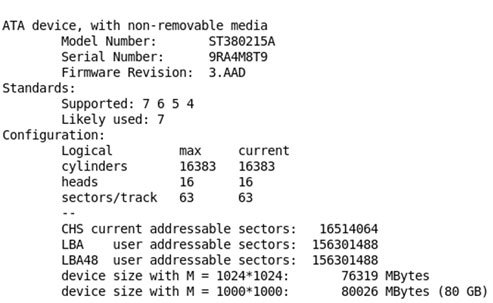 ATA device, with non-removable media
Model Number: ST380215A
Serial Number: 9RA4M8T9
Firmware Revision: 3.AAD
Standards:
Supported: 7 6 5 4
Likely used: 7
Configuration:
Logical max current
cylinders 16383 16383
heads 16 16
sectors/track 63 63
--
CHS current addressable sectors: 16514064
LBA user addressable sectors: 156301488
LBA48 user addressable sectors: 156301488
device size with M = 1024*1024: 76319 MBytes
device size with M = 1000*1000: 80026 MBytes (80 GB)